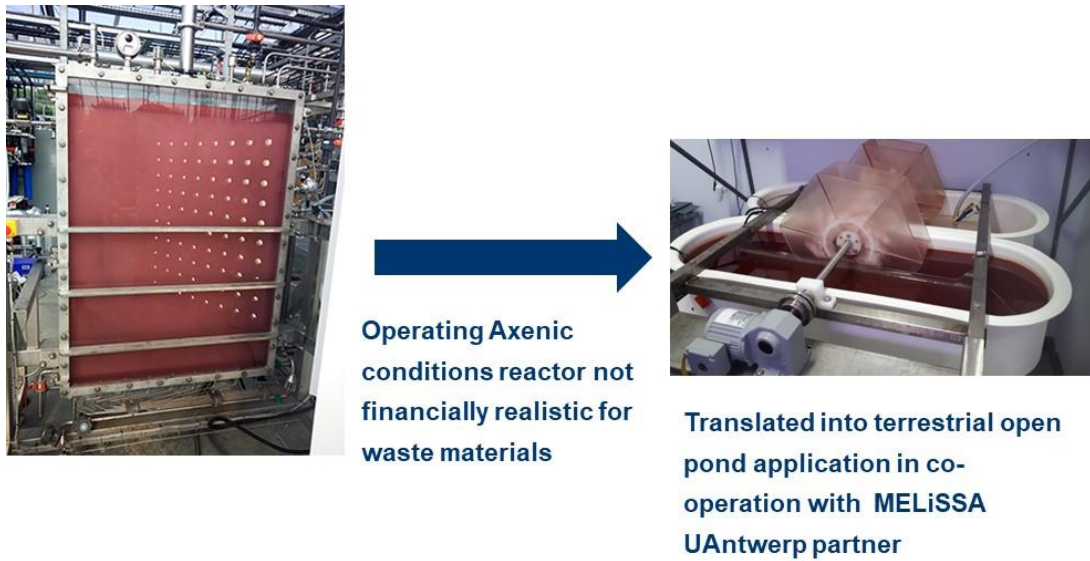 Operating Axenic
conditions reactor not
financially realistic for
waste materials
Translated into terrestrial open
pond application in co-
operation with MELiSSA
UAntwerp partner